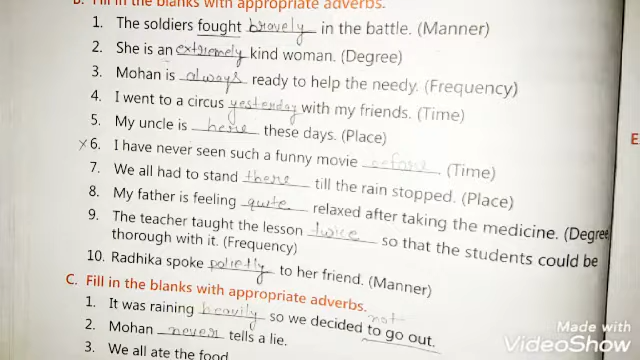 B. Fill in the blanks with appropriate adverbs.
1. The soldiers fought bravely in the battle. (Manner)
2. She is an extremely kind woman. (Degree)
3. Mohan is always ready to help the needy. (Frequency)
4. I went to a circus yesterday with my friends. (Time)
5. My uncle is here these days. (Place)
x6. I have never seen such a funny movie before. (Time)
7. We all had to stand there till the rain stopped. (Place)
8. My father is feeling quite relaxed after taking the medicine. (Degree
9. The teacher taught the lesson twice so that the students could be
thorough with it. (Frequency)
10. Radhika spoke polietly to her friend. (Manner)
C. Fill in the blanks with appropriate adverbs.
not
1. It was raining heavily so we decided to go out.
2. Mohan never tells a lie.
3. We all ate the food
E
Made with
VideoShow